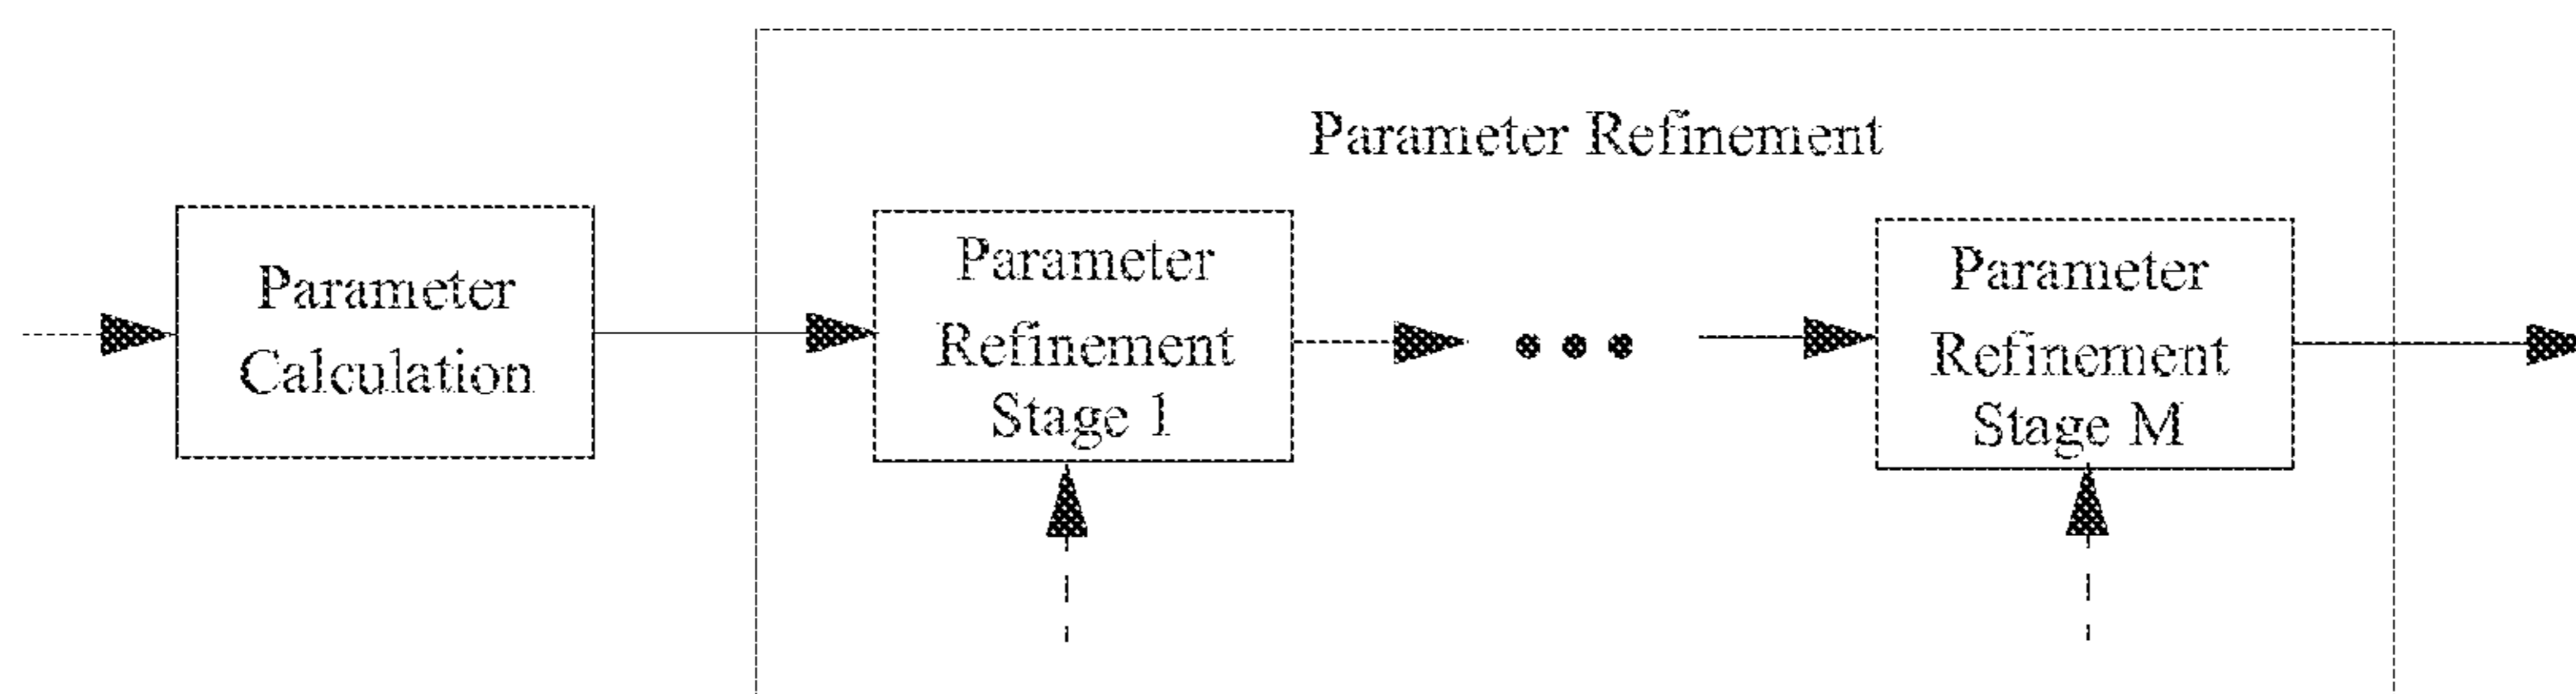 Parameter Refinement
Parameter
Calculation
Parameter
Refinement
Stage 1
Parameter
Refinement
Stage M